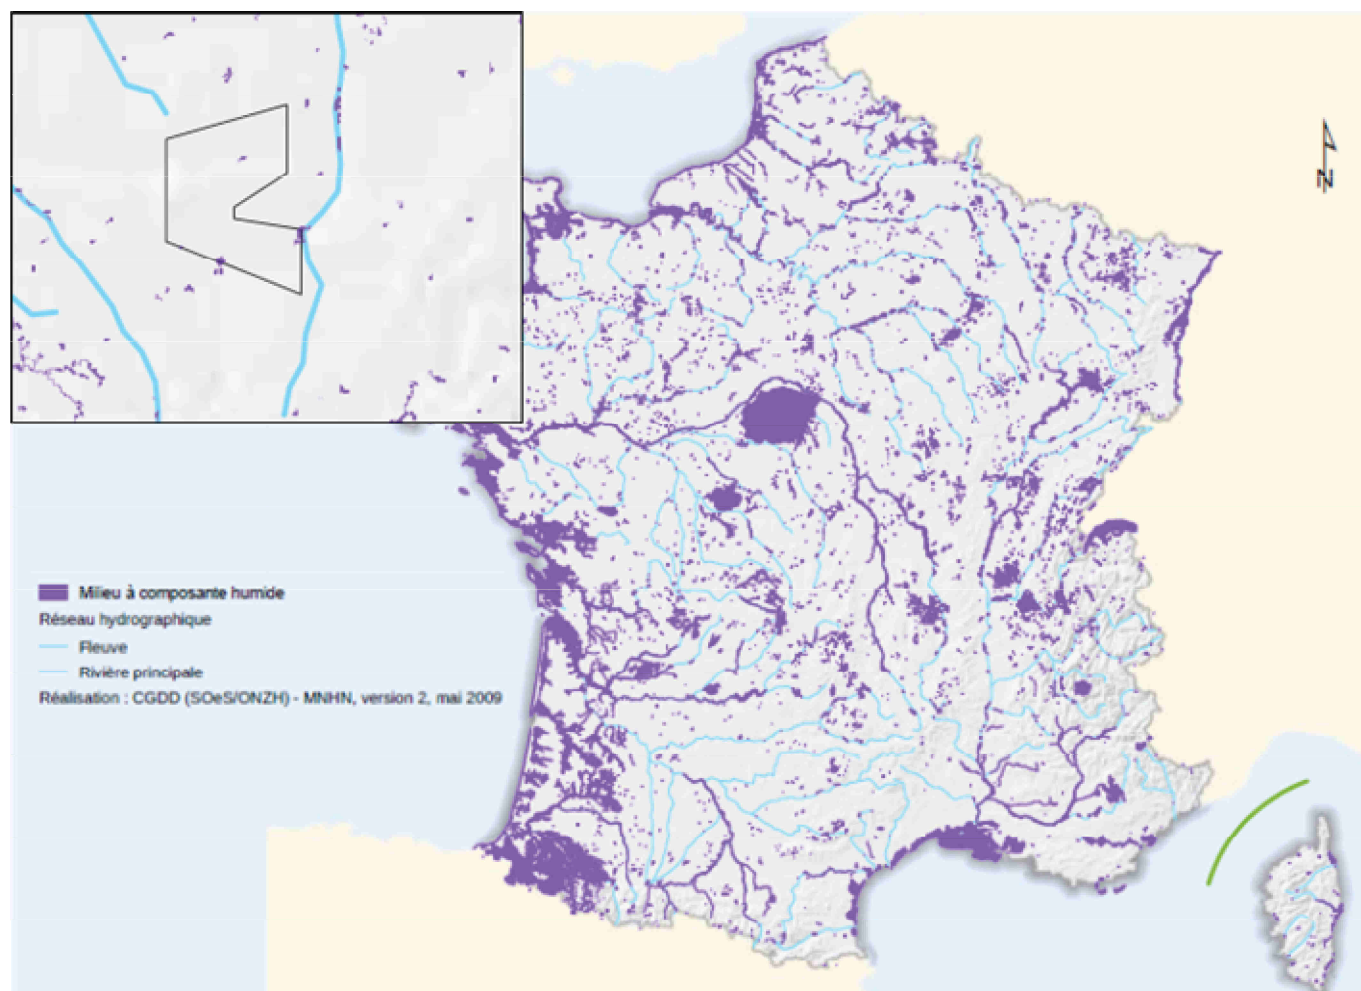 N
Milieu à composante humide
Réseau hydrographique
Fleuve
Rivière principale
Réalisation : CGDD (SOeS/ONZH) - MNHN, version 2, mai 2009